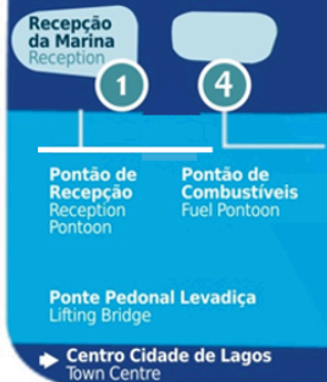 Recepção
da Marina
Reception
1
4
Pontão de
Recepção
Reception
Pontoon
Pontão de
Combustíveis
Fuel Pontoon
Ponte Pedonal Levadiça
Lifting Bridge
Centro Cidade de Lagos
Town Centre